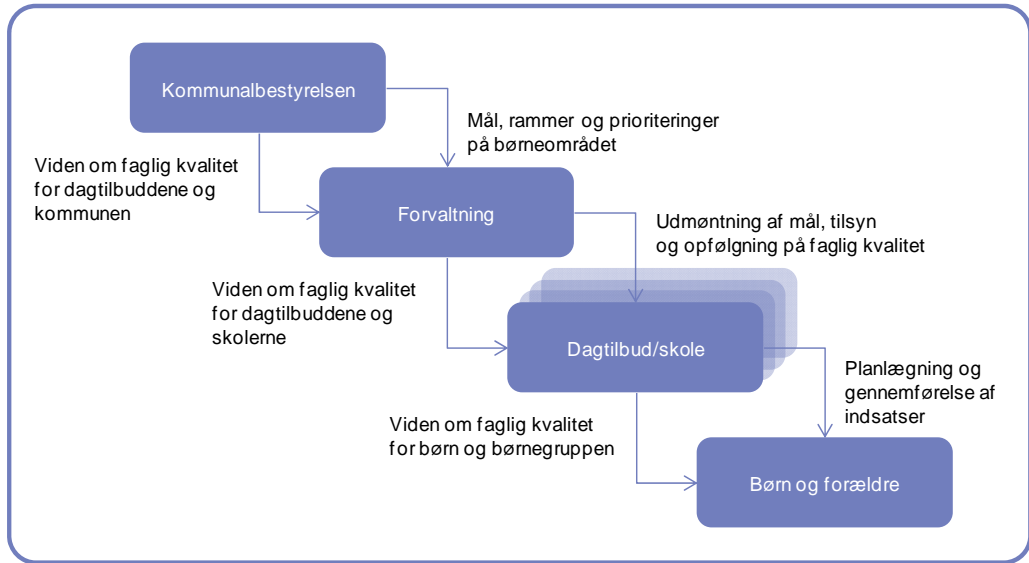 Kommunalbestyrelsen
Mål, rammer og prioriteringer
på børneområdet
Viden om faglig kvalitet
for dagtilbuddene og
kommunen
Forvaltning
Udmøntning af mål, tilsyn
og opfølgning på faglig kvalitet
Viden om faglig kvalitet
for dagtilbuddene og
skolerne
Dagtilbud/skole
Planlægning og
gennemførelse af
indsatser
Viden om faglig kvalitet
for børn og børnegruppen
Børn og forældre